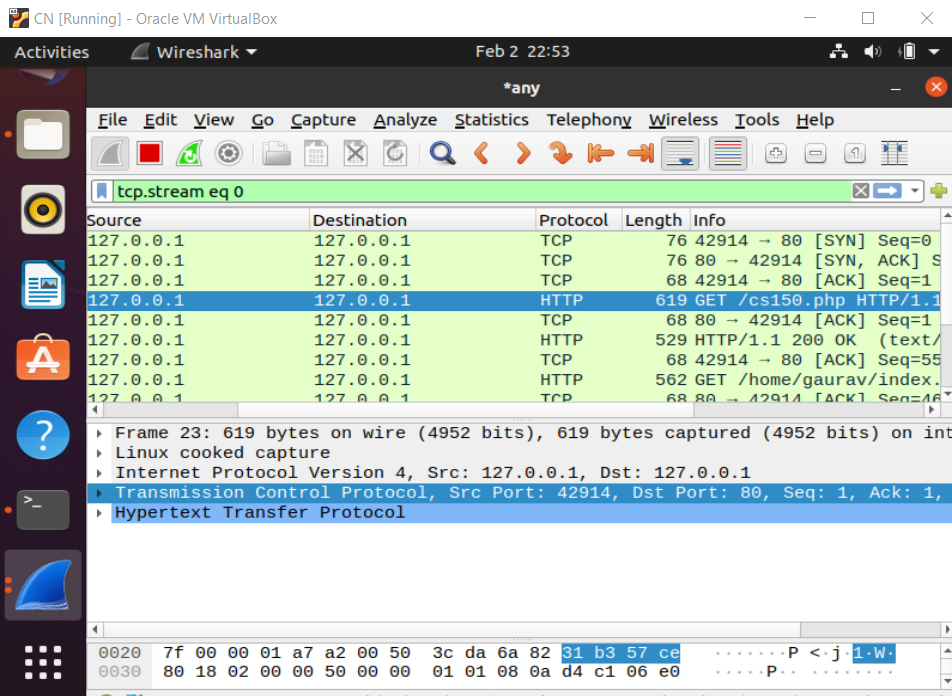 CN [Running] - Oracle VM VirtualBox
Activities Wireshark Feb 2 22:53
*any
File Edit View Go Capture Analyze Statistics Telephony Wireless Tools Help
tcp.stream eq 0
Source Destination Protocol Length Info
127.0.0.1 127.0.0.1 TCP 76 42914 → 80 [SYN] Seq=0
127.0.0.1 127.0.0.1 TCP 76 80 → 42914 [SYN, ACK] S
127.0.0.1 127.0.0.1 TCP 68 42914 → 80 [ACK] Seq=1
127.0.0.1 127.0.0.1 HTTP 619 GET /cs150.php HTTP/1.1
127.0.0.1 127.0.0.1 TCP 68 80 → 42914 [ACK] Seq=1
127.0.0.1 127.0.0.1 HTTP 529 HTTP/1.1 200 OK (text/
127.0.0.1 127.0.0.1 TCP 68 42914 → 80 [ACK] Seq=55
127.0.0.1 127.0.0.1 HTTP 562 GET /home/gaurav/index.
127.0.0.1 127.0.0.1 TCP 68 80 → 42914 [ACK] Seq=46
Frame 23: 619 bytes on wire (4952 bits), 619 bytes captured (4952 bits) on int
Linux cooked capture
Internet Protocol Version 4, Src: 127.0.0.1, Dst: 127.0.0.1
Transmission Control Protocol, Src Port: 42914, Dst Port: 80, Seq: 1, Ack: 1,
Hypertext Transfer Protocol
0020 7f 00 00 01 a7 a2 00 50 3c da 6a 82 31 b3 57 ce ·······P <·j·1·W·
0030 80 18 02 00 00 50 00 00 01 01 08 0a d4 c1 06 e0 ·····P·· ········